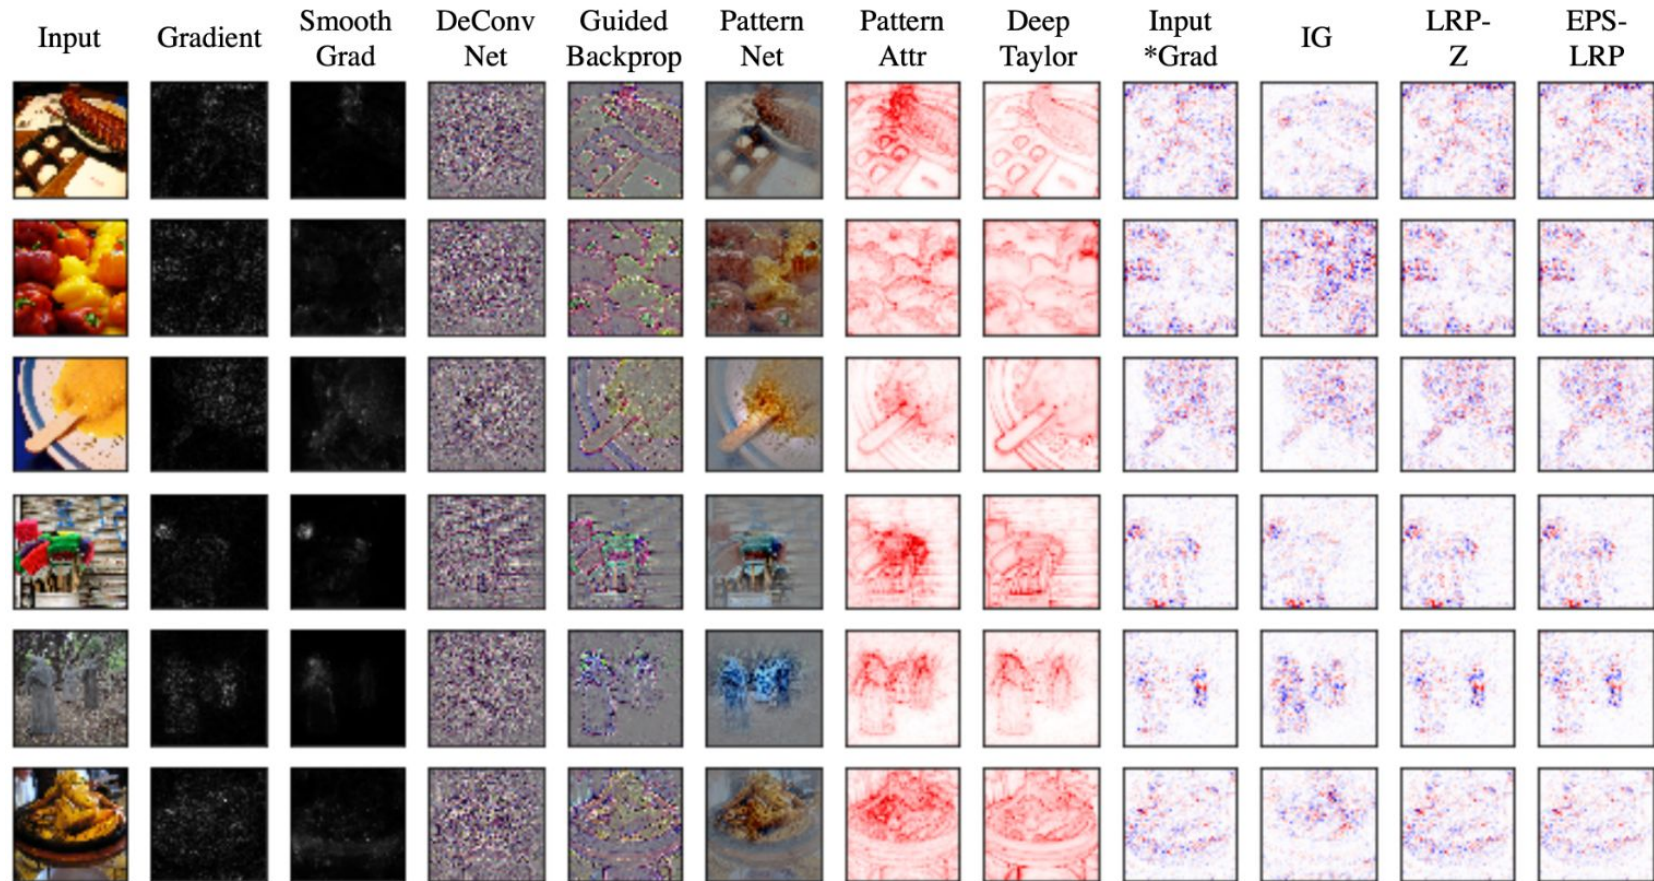 Input
Gradient
Smooth
Grad
DeConv
Net
Guided
Backprop
Pattern
Net
Pattern
Attr
Deep
Taylor
Input
*Grad
IG
LRP-
Z
EPS-
LRP